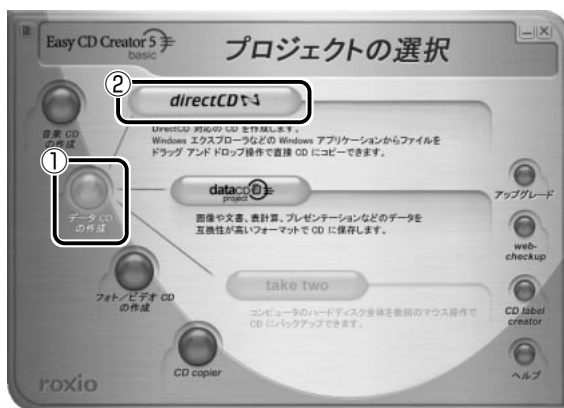 Easy CD Creator 5
basic
プロジェクトの選択
②
directCD
DirectCD 対応の CD を作成します。
Windows エクスプローラなどの Windows アプリケーションからファイルを
ドラッグ アンド ドロップ操作で直接 CD にコピーできます。
音楽 CD
の作成
①
データ CD
の作成
datacD
project
画像や文書、表計算、プレゼンテーションなどのデータを
互換性が高いフォーマットで CD に保存します。
take two
コンピュータのハードディスク全体を数回のマウス操作で
CD にバックアップできます。
フォト/ビデオ CD
の作成
CD copier
アップグレード
web-
checkup
CD label
creator
ヘルプ
roxio